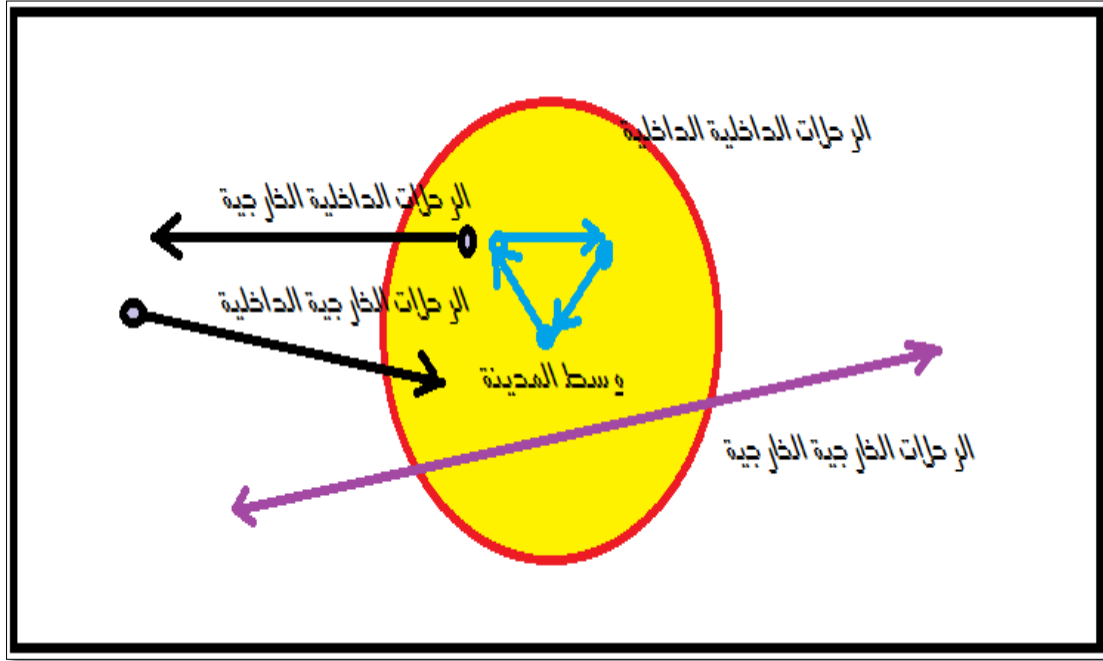 الرحلات الداخلية الداخلية
الرحلات الداخلية الخارجية
الرحلات الخارجية الداخلية
وسط المدينة
الرحلات الخارجية الخارجية